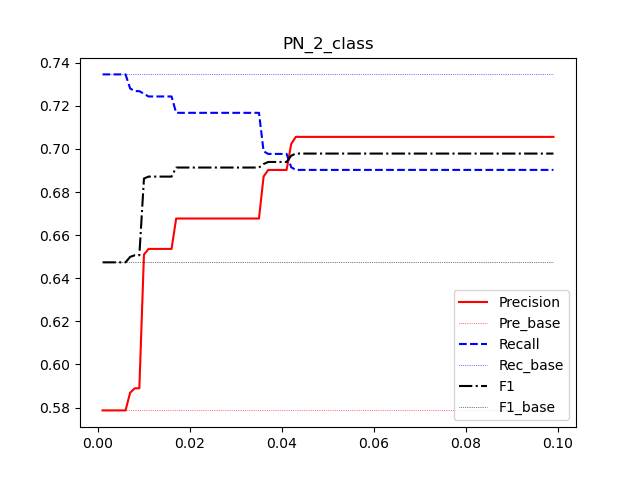 PN_2_class
0.74
0.72
0.70
0.68
0.66
0.64
0.62
0.60
0.58
0.00 0.02 0.04 0.06 0.08 0.10
Precision
Pre_base
Recall
Rec_base
F1
F1_base